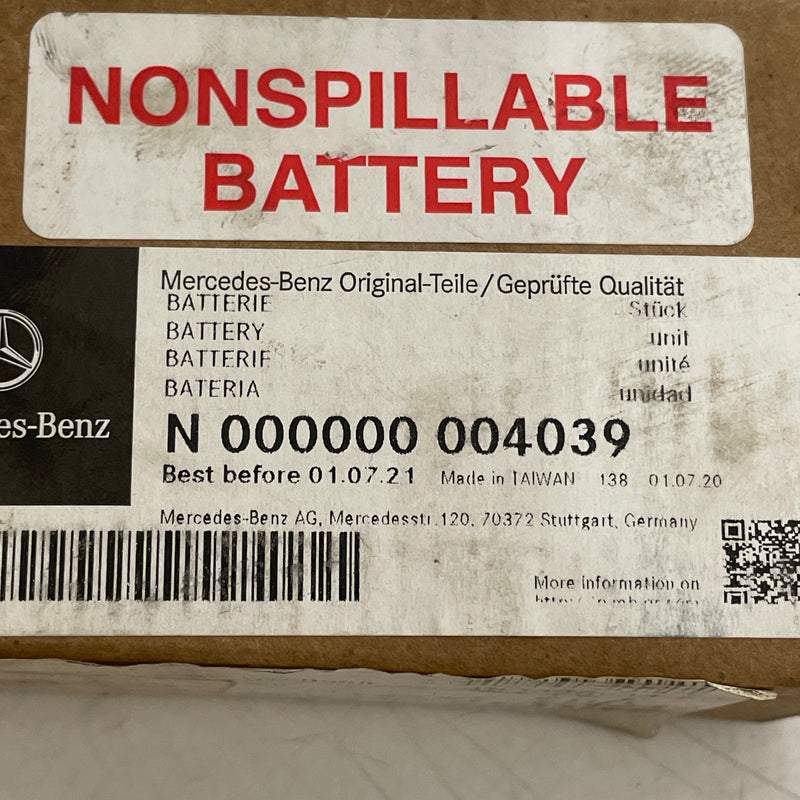 NONSPILLABLE
BATTERY
Mercedes-Benz Original-Teile/Geprüfte Qualität
BATTERIE Stück
BATTERY unit
BATTERIE unité
BATERIA unidad
es-Benz
N 000000 004039
Best before 01.07.21 Made in TAIWAN 138 01.07.20
Mercedes-Benz AG, Mercedesstr.120, 70372 Stuttgart, Germany
More information on